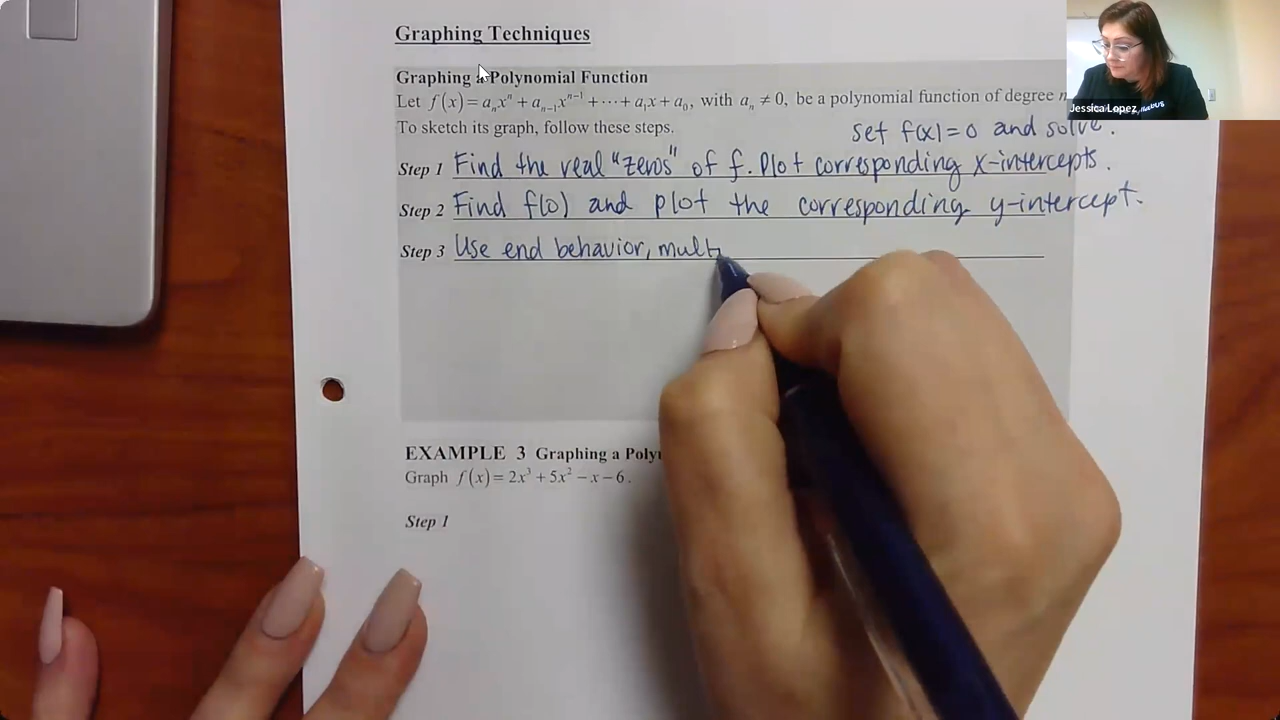 Graphing Techniques
Graphing a Polynomial Function
Let f(x) = aₙxⁿ + aₙ₋₁xⁿ⁻¹ + ⋯ + a₁x + a₀, with aₙ ≠ 0, be a polynomial function of degree
Jessica Lopez
To sketch its graph, follow these steps.
set f(x)=0 and solve.
Step 1 Find the real "zeros" of f. Plot corresponding x-intercepts.
Step 2 Find f(0) and plot the corresponding y-intercept.
Step 3 Use end behavior, mult
EXAMPLE 3 Graphing a Poly
Graph f(x) = 2x³ + 5x² − x − 6.
Step 1